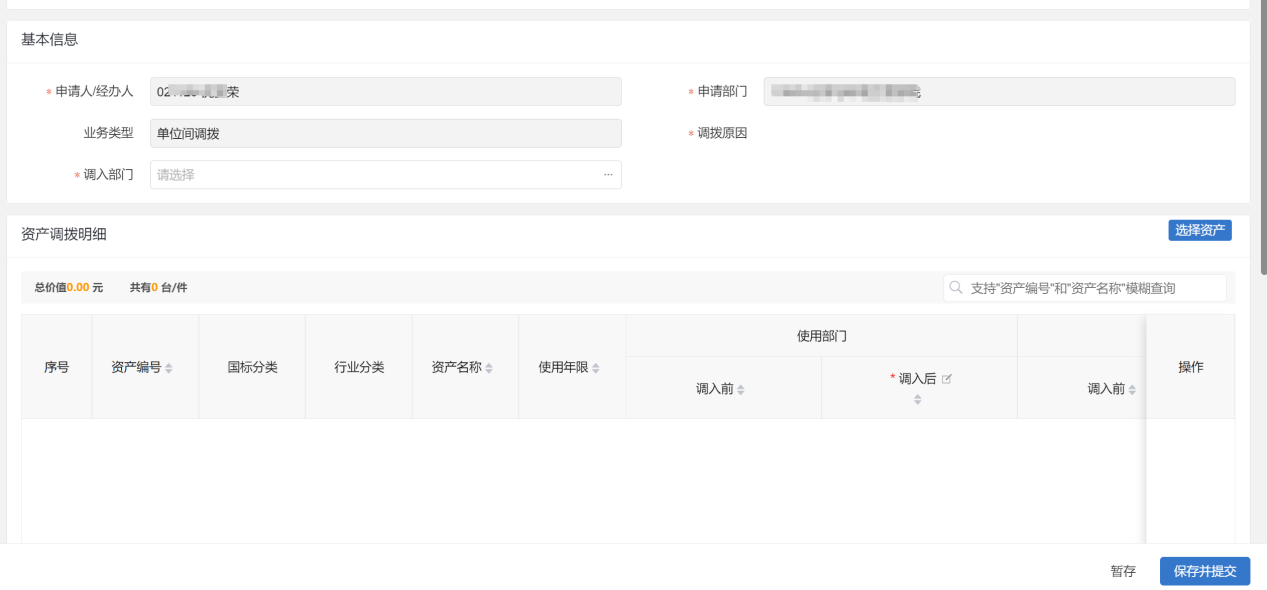 基本信息
* 申请人/经办人 荣
* 申请部门
业务类型 单位间调拨
* 调拨原因
* 调入部门 请选择 ···
资产调拨明细
选择资产
总价值0.00 元 共有0 台/件
支持"资产编号"和"资产名称"模糊查询
使用部门
序号 资产编号 国标分类 行业分类 资产名称 使用年限 操作
* 调入后
调入前 调入前
暂存 保存并提交